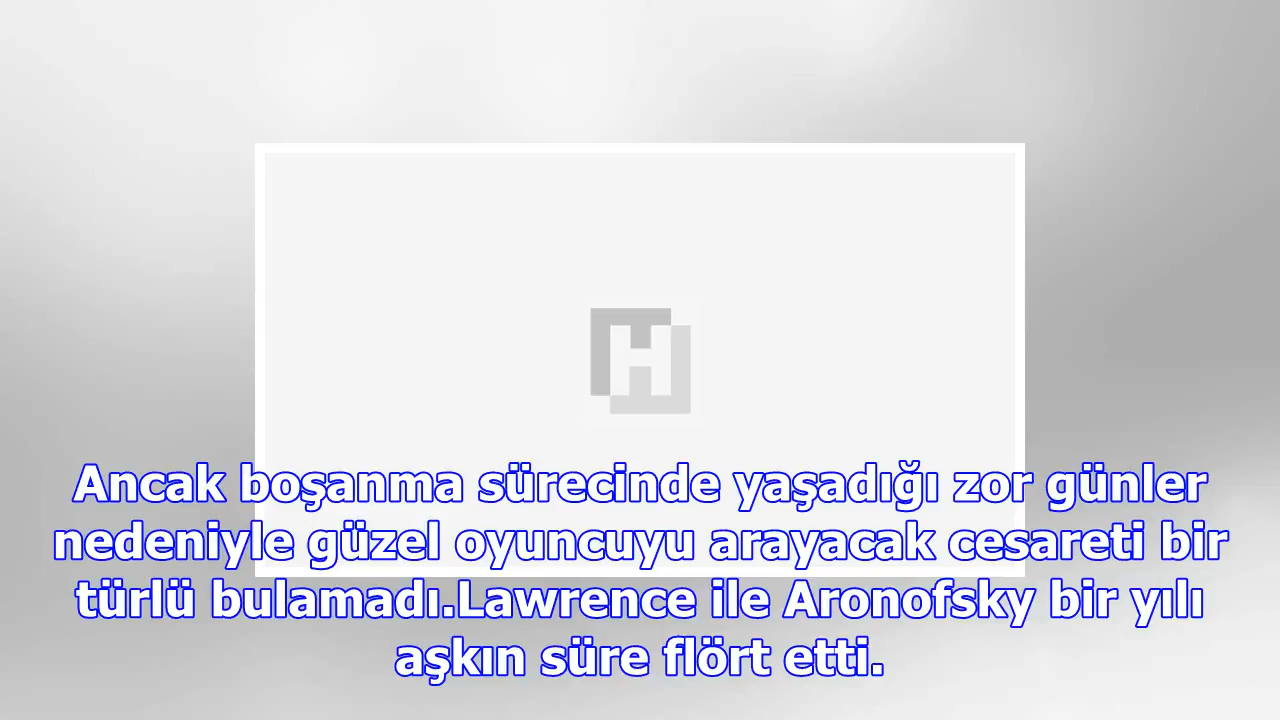 Ancak boşanma sürecinde yaşadığı zor günler
nedeniyle güzel oyuncuyu arayacak cesareti bir
türlü bulamadı.Lawrence ile Aronofsky bir yılı
aşkın süre flört etti.